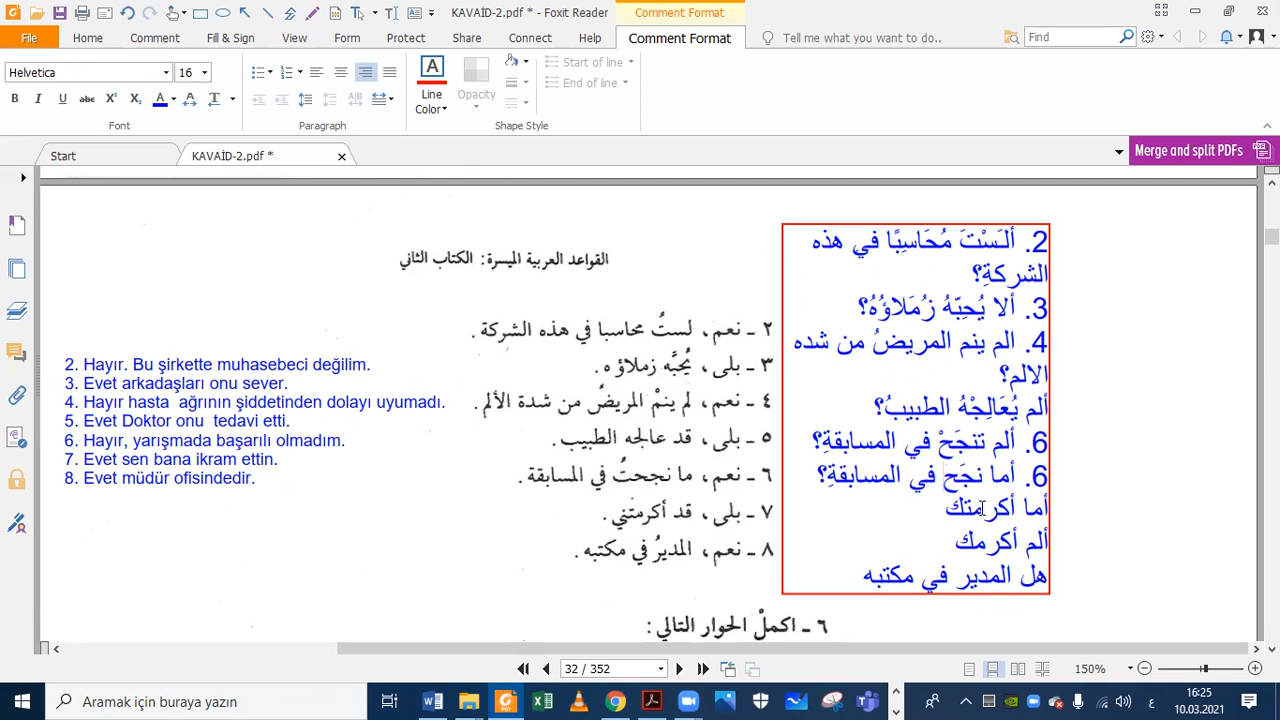 KAVAİD-2.pdf * - Foxit Reader
Comment Format
File
Home
Comment
Fill & Sign
View
Form
Protect
Share
Connect
Help
Comment Format
Tell me what you want to do..
Find
Helvetica
16
Font
Paragraph
Line
Color
Opacity
Start of line
End of line
Shape Style
Start
KAVAİD-2.pdf *
Merge and split PDFs
القواعد العربية الميسرة: الكتاب الثاني
٢ ـ نعم، لستُ محاسبا في هذه الشركة .
٣ ـ بلى، يُحِبُّه زملاؤه .
٤ ـ نعم، لم ينمْ المريضُ من شدة الألم .
٥ ـ بلى، قد عالجه الطبيب .
٦ ـ نعم، ما نجحتُ في المسابقة .
٧ ـ بلى، قد أكرمتَني .
٨ ـ نعم، المديرُ في مكتبه .
٦ ـ اكملْ الحوار التالي :
2. ألَسْتَ مُحَاسِبًا في هذه
الشركةِ؟
3. ألا يُحِبّهُ زُمَلاؤُهُ؟
4. الم ينم المريضُ من شده
الالم؟
ألم يُعَالِجْهُ الطبيبُ؟
6. ألم تنجَحْ في المسابقةِ؟
6. أما نجَحَ في المسابقةِ؟
أما أكرمتك
ألم أكرمك
هل المدير في مكتبه
2. Hayır. Bu şirkette muhasebeci değilim.
3. Evet arkadaşları onu sever.
4. Hayır hasta ağrının şiddetinden dolayı uyumadı.
5. Evet Doktor onu tedavi etti.
6. Hayır, yarışmada başarılı olmadım.
7. Evet sen bana ikram ettin.
8. Evet müdür ofisindedir.
32 / 352
150%
Aramak için buraya yazın
16:25
10.03.2021